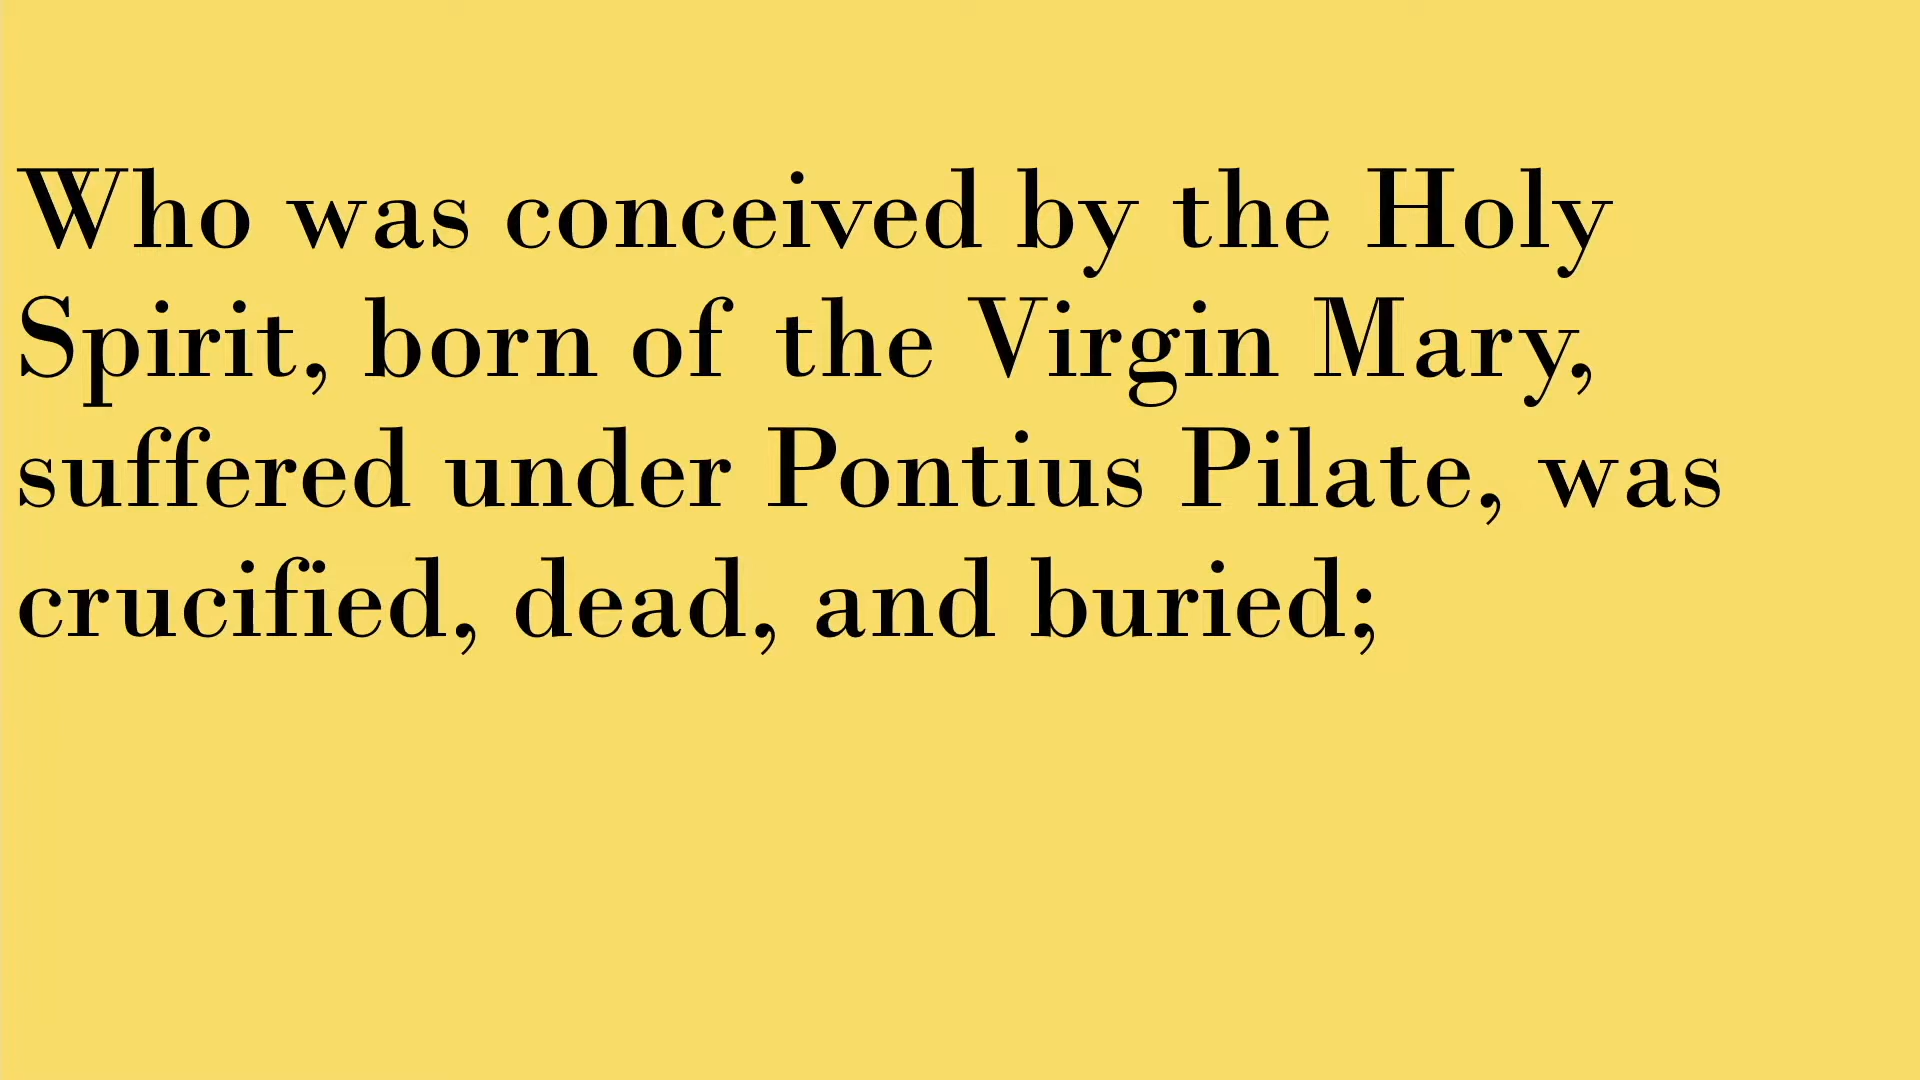 Who was conceived by the Holy
Spirit, born of the Virgin Mary,
suffered under Pontius Pilate, was
crucified, dead, and buried;